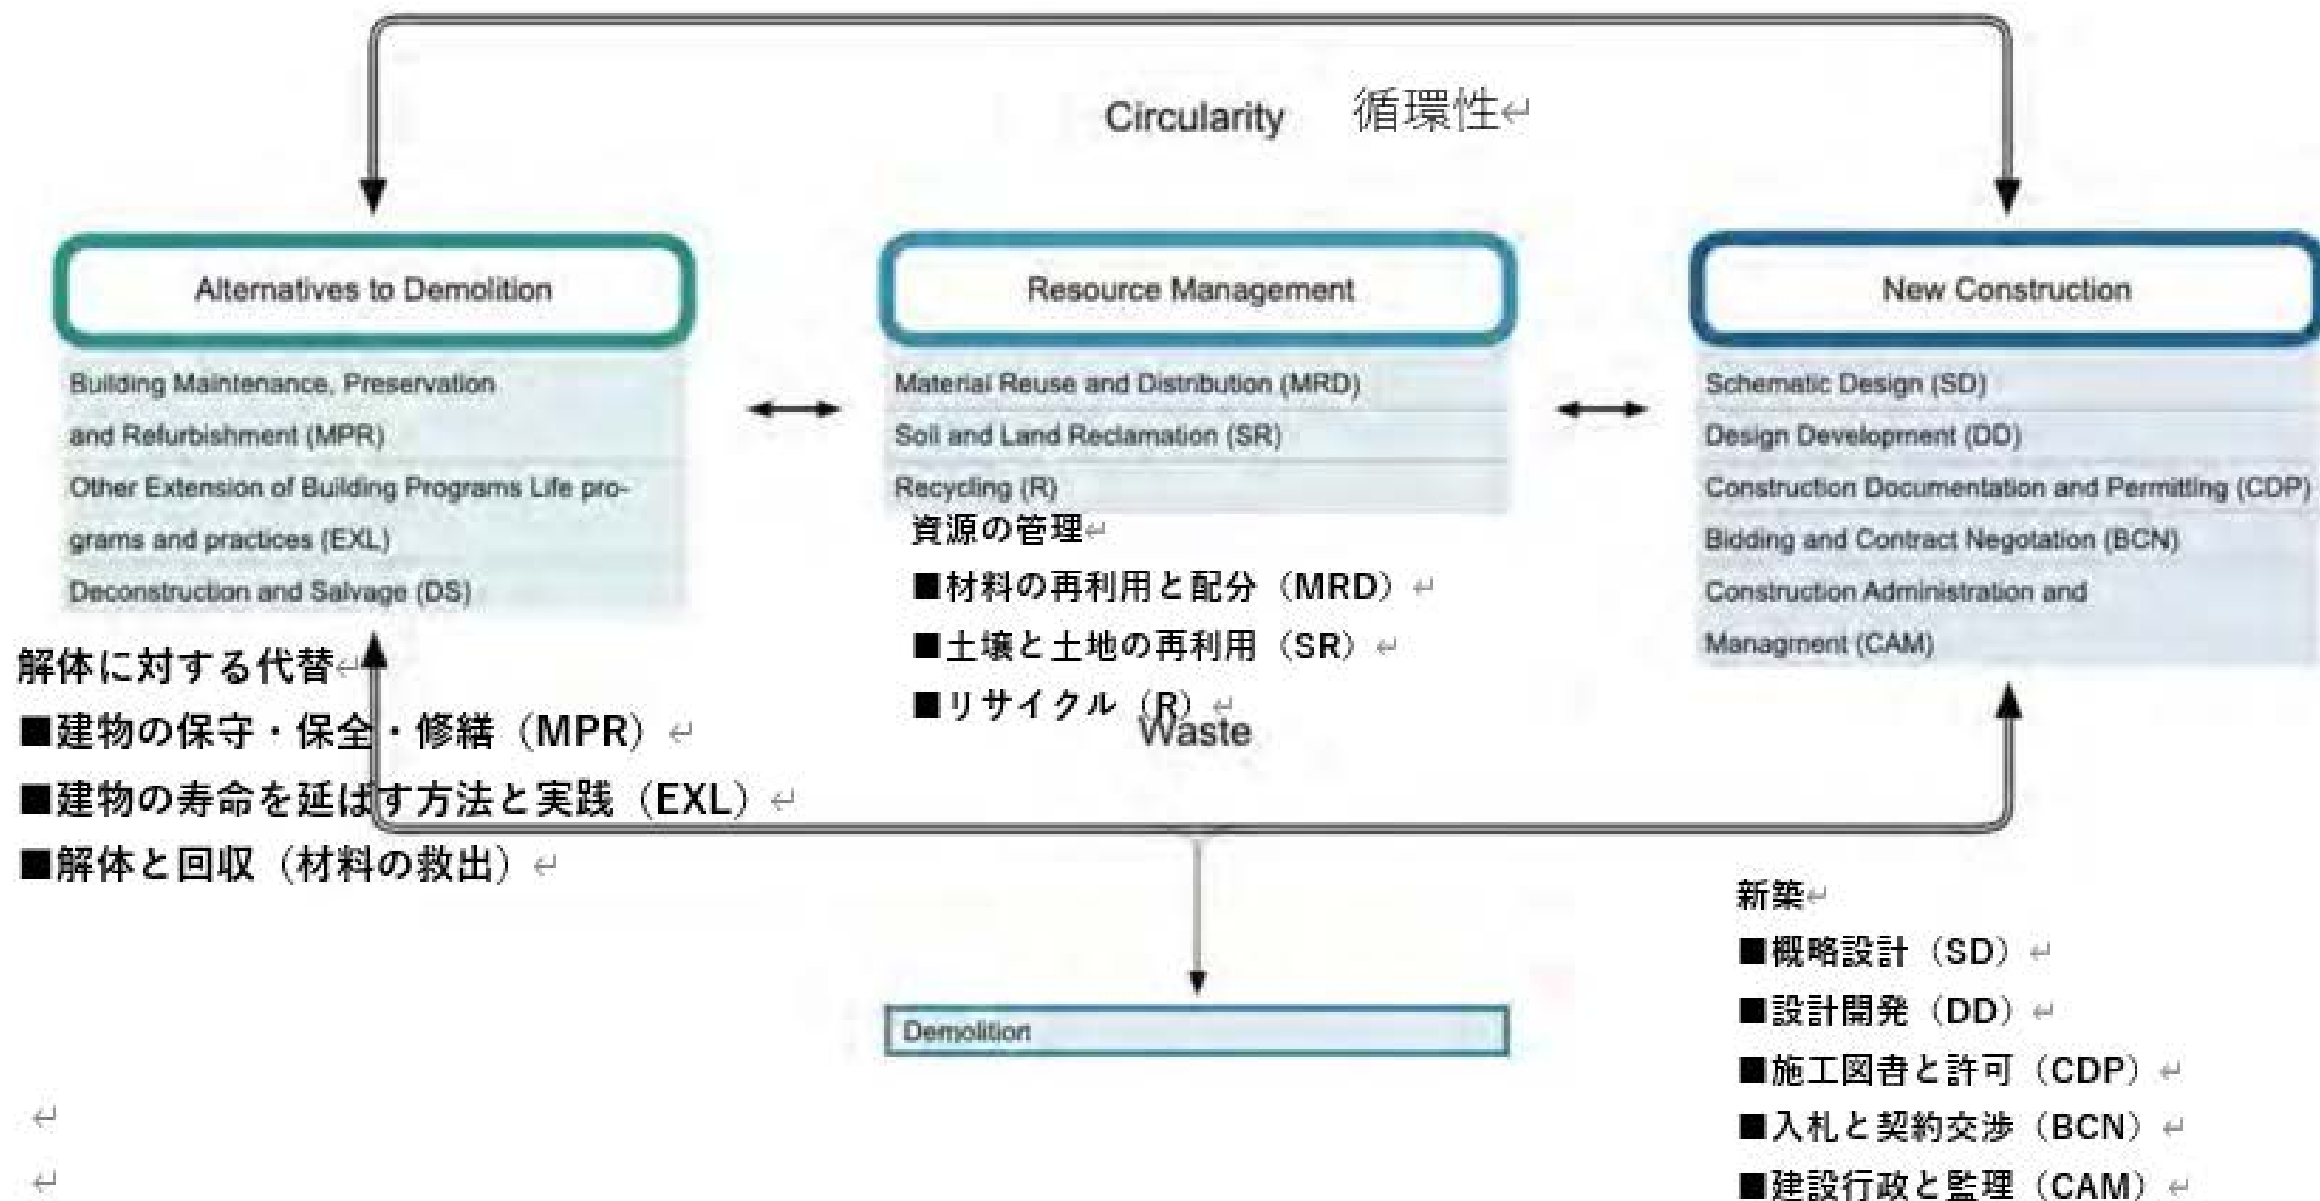 Circularity 循環性
Alternatives to Demolition
Building Maintenance, Preservation
and Refurbishment (MPR)
Other Extension of Building Programs Life pro-
grams and practices (EXL)
Deconstruction and Salvage (DS)
解体に対する代替
■建物の保守・保全・修繕（MPR）
■建物の寿命を延ばす方法と実践（EXL）
■解体と回収（材料の救出）
Resource Management
Material Reuse and Distribution (MRD)
Soil and Land Reclamation (SR)
Recycling (R)
資源の管理
■材料の再利用と配分（MRD）
■土壌と土地の再利用（SR）
■リサイクル（R）
Waste
New Construction
Schematic Design (SD)
Design Development (DD)
Construction Documentation and Permitting (CDP)
Bidding and Contract Negotation (BCN)
Construction Administration and
Managment (CAM)
Demolition
新築
■概略設計（SD）
■設計開発（DD）
■施工図書と許可（CDP）
■入札と契約交渉（BCN）
■建設行政と監理（CAM）